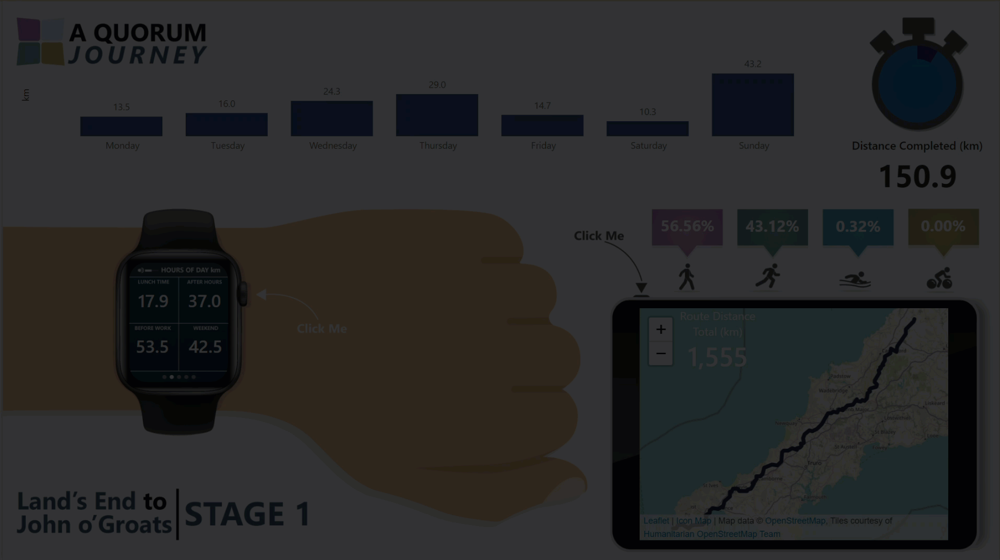 A QUORUM
JOURNEY
km
13.5
16.0
24.3
29.0
14.7
10.3
43.2
Monday
Tuesday
Wednesday
Thursday
Friday
Saturday
Sunday
Distance Completed (km)
150.9
Click Me
56.56%
43.12%
0.32%
0.00%
HOURS OF DAY km
LUNCH TIME
AFTER HOURS
17.9
37.0
BEFORE WORK
WEEKEND
53.5
42.5
Click Me
Route Distance
Total (km)
1,555
+
−
Padstow
Wadebridge
Liskeard
Lostwithiel
Newquay
St Blazey
Looe
St Austell
Fowey
Truro
Camborne
St Ives
Falmouth
Leaflet | Icon Map | Map data © OpenStreetMap, Tiles courtesy of
Humanitarian OpenStreetMap Team
Land's End to
John o'Groats
STAGE 1